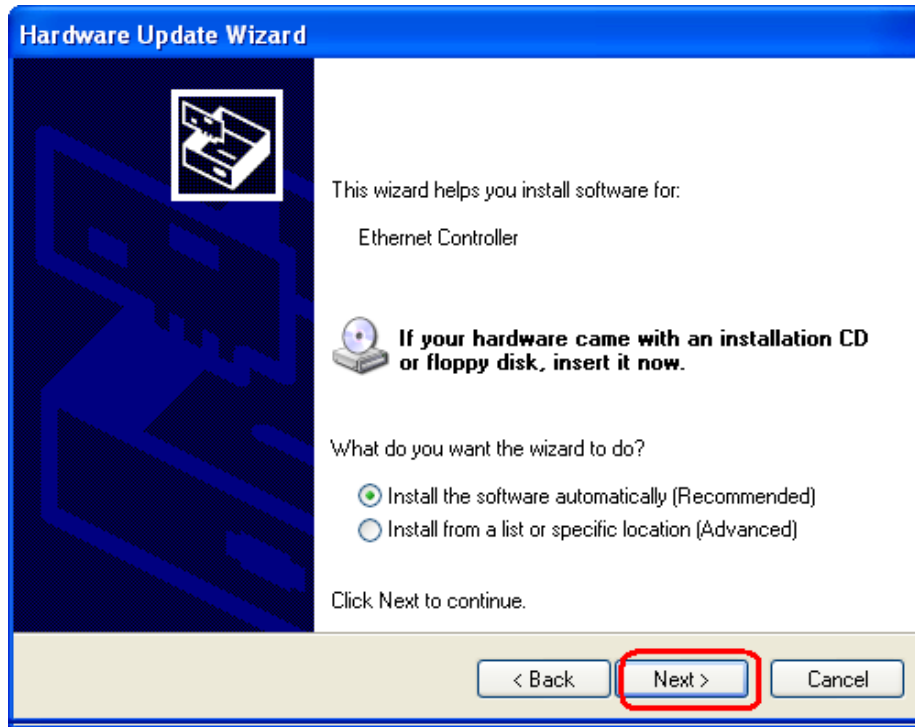 Hardware Update Wizard
This wizard helps you install software for:
Ethernet Controller
If your hardware came with an installation CD
or floppy disk, insert it now.
What do you want the wizard to do?
Install the software automatically (Recommended)
Install from a list or specific location (Advanced)
Click Next to continue.
< Back Next > Cancel